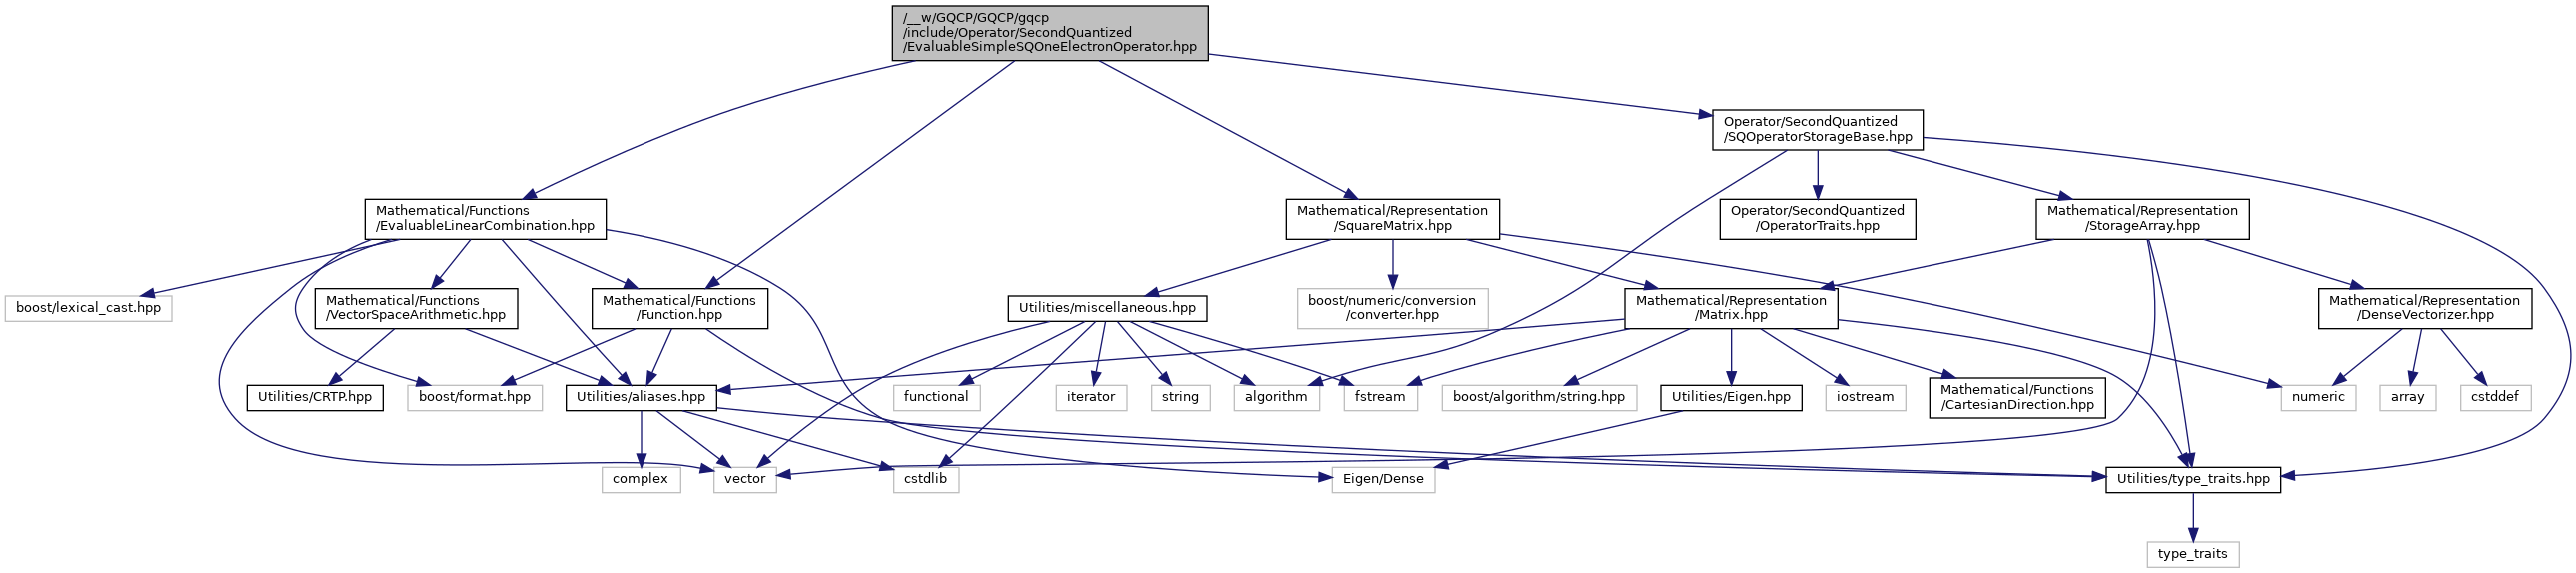 /__w/GQCP/GQCP/gqcp
/include/Operator/SecondQuantized
/EvaluableSimpleSQOneElectronOperator.hpp
Operator/SecondQuantized
/SQOperatorStorageBase.hpp
Mathematical/Functions
/EvaluableLinearCombination.hpp
Mathematical/Representation
/SquareMatrix.hpp
Operator/SecondQuantized
/OperatorTraits.hpp
Mathematical/Representation
/StorageArray.hpp
boost/lexical_cast.hpp
Mathematical/Functions
/VectorSpaceArithmetic.hpp
Mathematical/Functions
/Function.hpp
Utilities/miscellaneous.hpp
boost/numeric/conversion
/converter.hpp
Mathematical/Representation
/Matrix.hpp
Mathematical/Representation
/DenseVectorizer.hpp
Utilities/CRTP.hpp
boost/format.hpp
Utilities/aliases.hpp
functional
iterator
string
algorithm
fstream
boost/algorithm/string.hpp
Utilities/Eigen.hpp
iostream
Mathematical/Functions
/CartesianDirection.hpp
numeric
array
cstddef
complex
vector
cstdlib
Eigen/Dense
Utilities/type_traits.hpp
type_traits